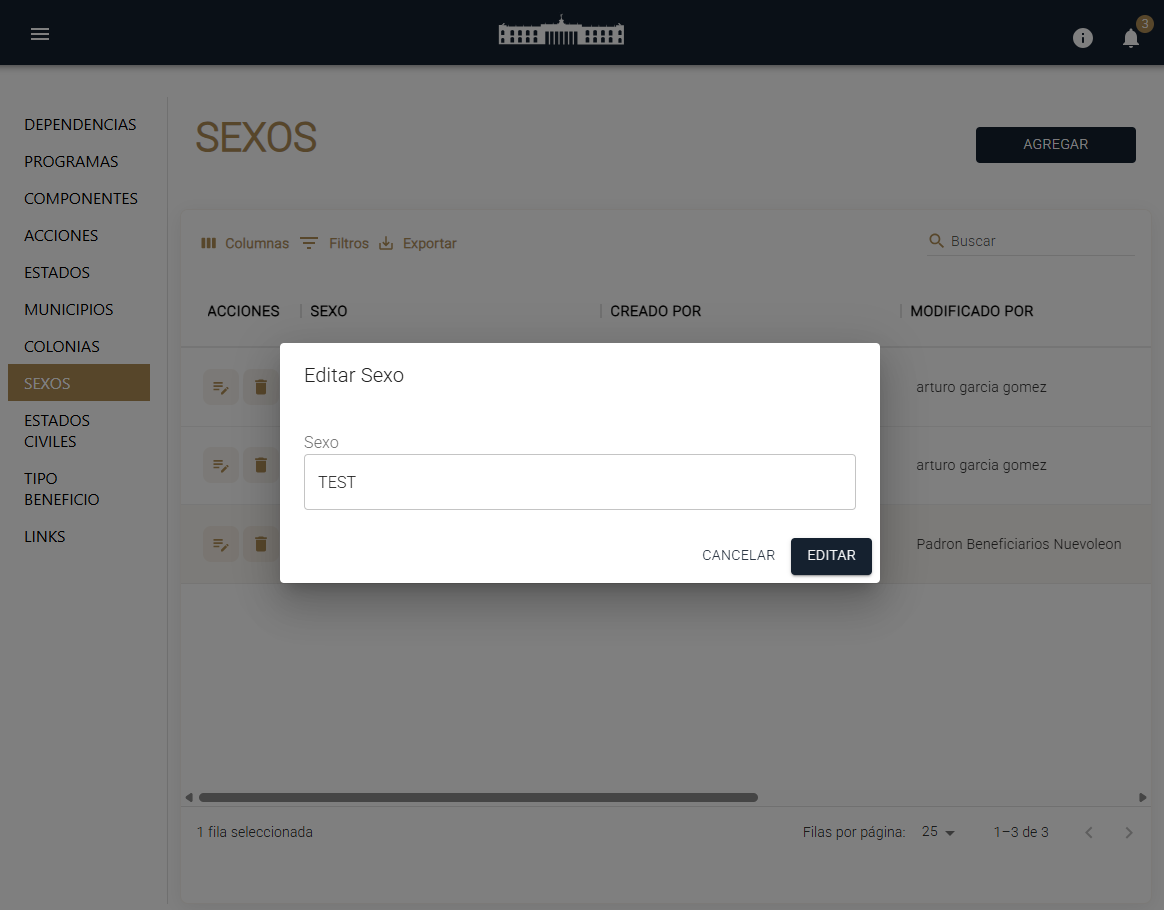 3
DEPENDENCIAS
PROGRAMAS
COMPONENTES
ACCIONES
ESTADOS
MUNICIPIOS
COLONIAS
SEXOS
ESTADOS
CIVILES
TIPO
BENEFICIO
LINKS
SEXOS
AGREGAR
Columnas Filtros Exportar Buscar
ACCIONES SEXO CREADO POR MODIFICADO POR
arturo garcia gomez
arturo garcia gomez
Padron Beneficiarios Nuevoleon
Editar Sexo
Sexo
TEST
CANCELAR EDITAR
1 fila seleccionada Filas por página: 25 1–3 de 3